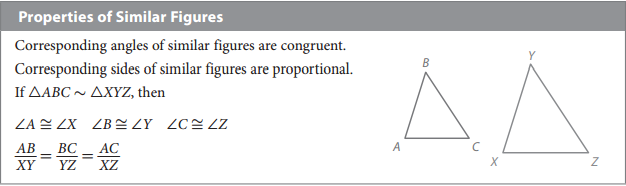 Properties of Similar Figures
Corresponding angles of similar figures are congruent.
Corresponding sides of similar figures are proportional.
If △ABC ∼ △XYZ, then
∠A ≅ ∠X ∠B ≅ ∠Y ∠C ≅ ∠Z
AB/XY = BC/YZ = AC/XZ
B
A
C
Y
X
Z